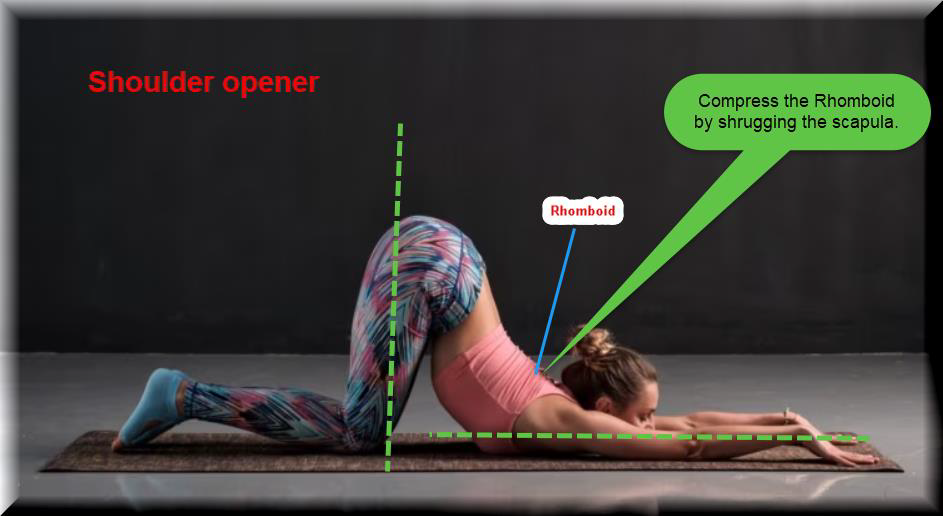 Shoulder opener
Compress the Rhomboid
by shrugging the scapula.
Rhomboid